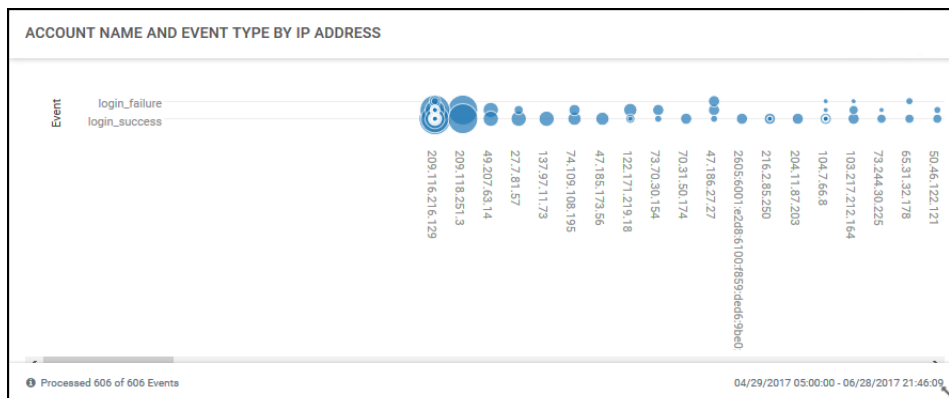 ACCOUNT NAME AND EVENT TYPE BY IP ADDRESS
Event
login_failure
login_success
209.116.216.129
209.118.251.3
49.207.63.14
27.7.81.57
137.97.11.73
74.109.108.195
47.185.173.56
122.171.219.18
73.70.30.154
70.31.50.174
47.186.27.27
2605:6001:e2d8:6100:f859:ded6:9be0:
216.2.85.250
204.11.87.203
104.7.66.8
103.217.212.164
73.244.30.225
65.31.32.178
50.46.122.121
Processed 606 of 606 Events
04/29/2017 05:00:00 - 06/28/2017 21:46:09